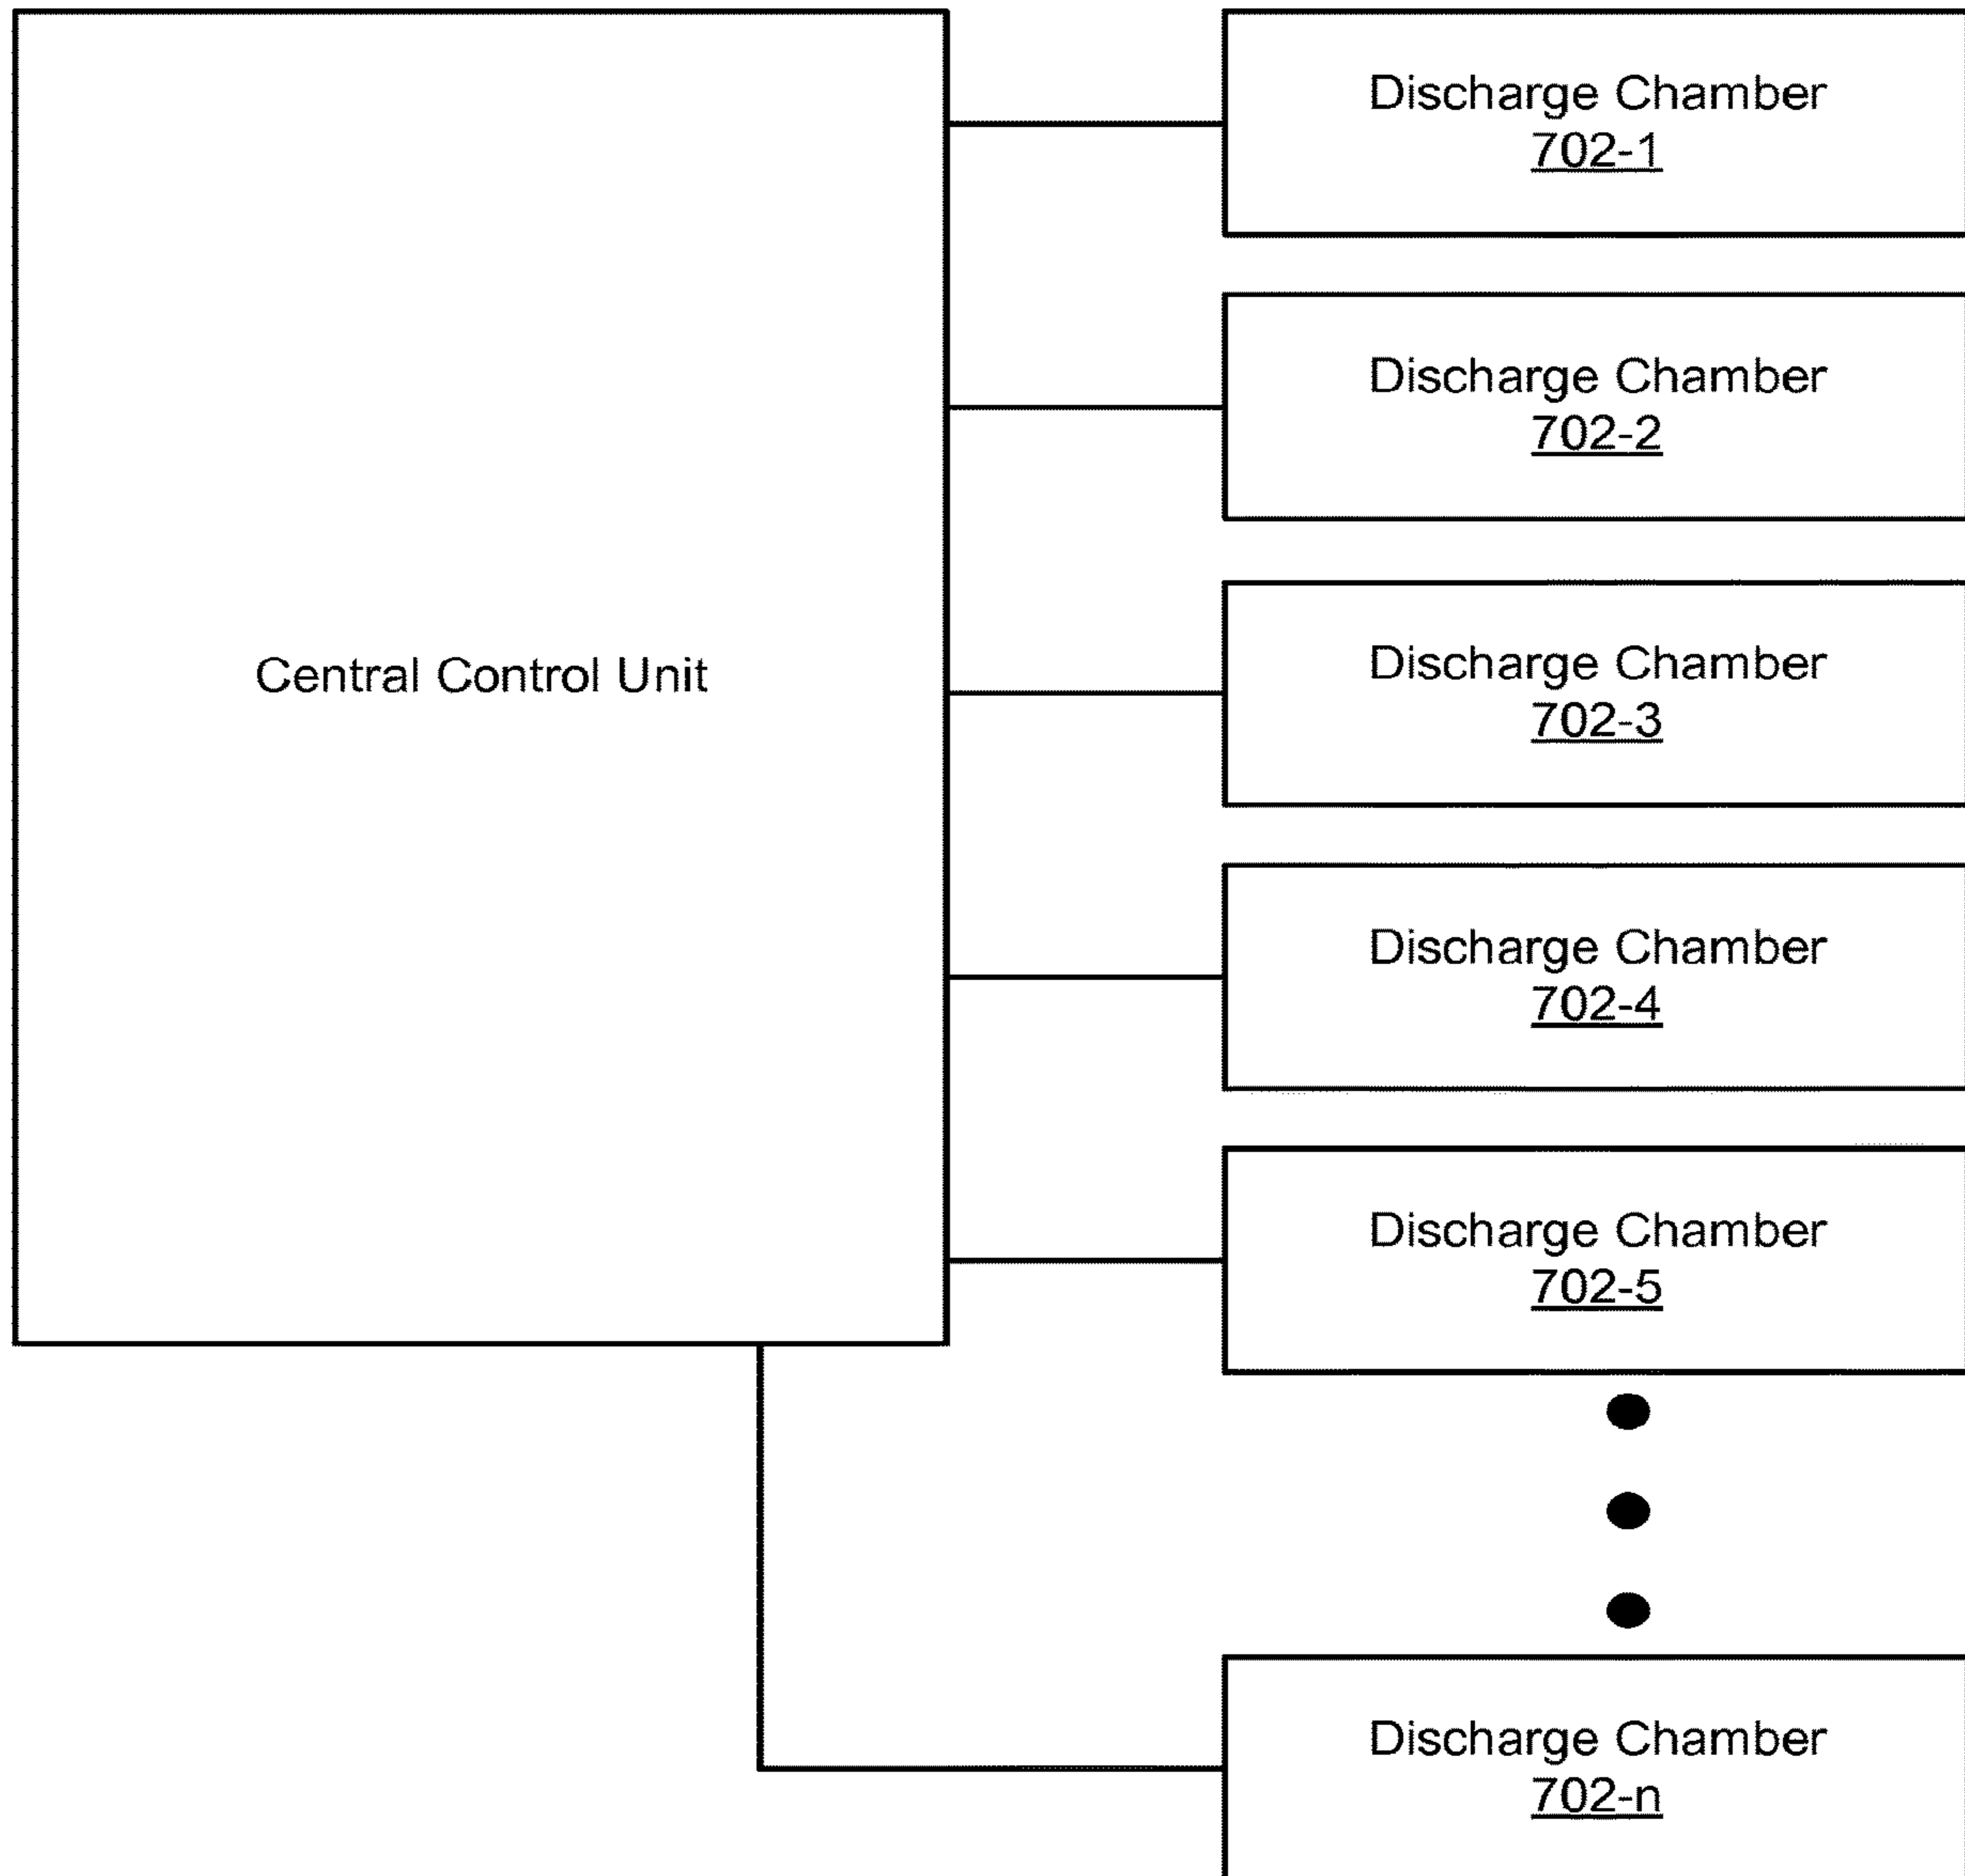 Central Control Unit
Discharge Chamber
702-1
Discharge Chamber
702-2
Discharge Chamber
702-3
Discharge Chamber
702-4
Discharge Chamber
702-5
Discharge Chamber
702-n